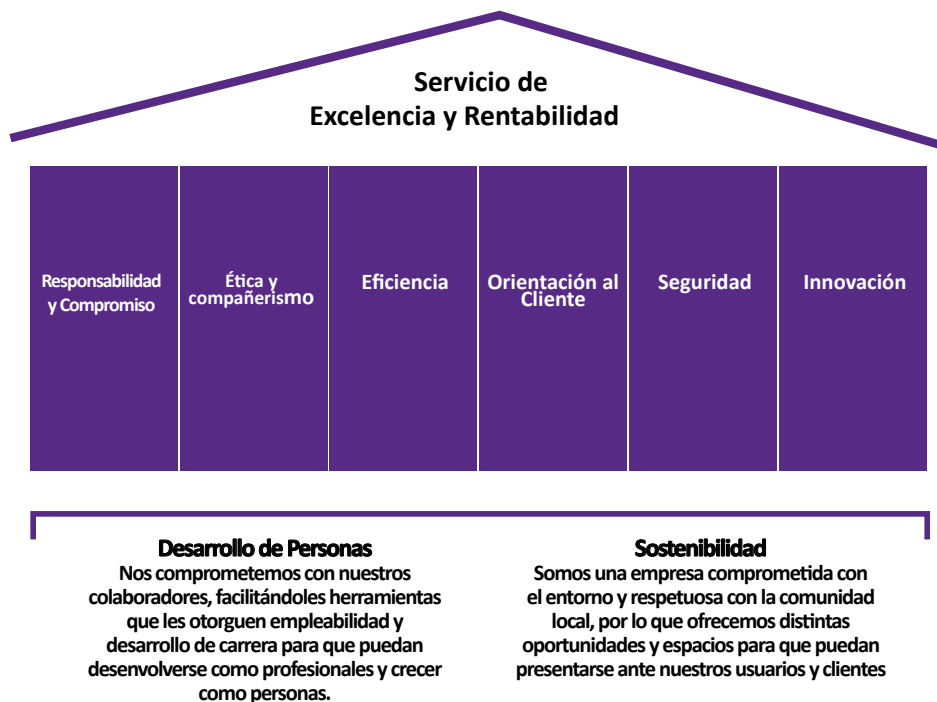 Servicio de
Excelencia y Rentabilidad
Responsabilidad
y Compromiso
Ética y
compañerismo
Eficiencia
Orientación al
Cliente
Seguridad
Innovación
Desarrollo de Personas
Nos comprometemos con nuestros
colaboradores, facilitándoles herramientas
que les otorguen empleabilidad y
desarrollo de carrera para que puedan
desenvolverse como profesionales y crecer
como personas.
Sostenibilidad
Somos una empresa comprometida con
el entorno y respetuosa con la comunidad
local, por lo que ofrecemos distintas
oportunidades y espacios para que puedan
presentarse ante nuestros usuarios y clientes